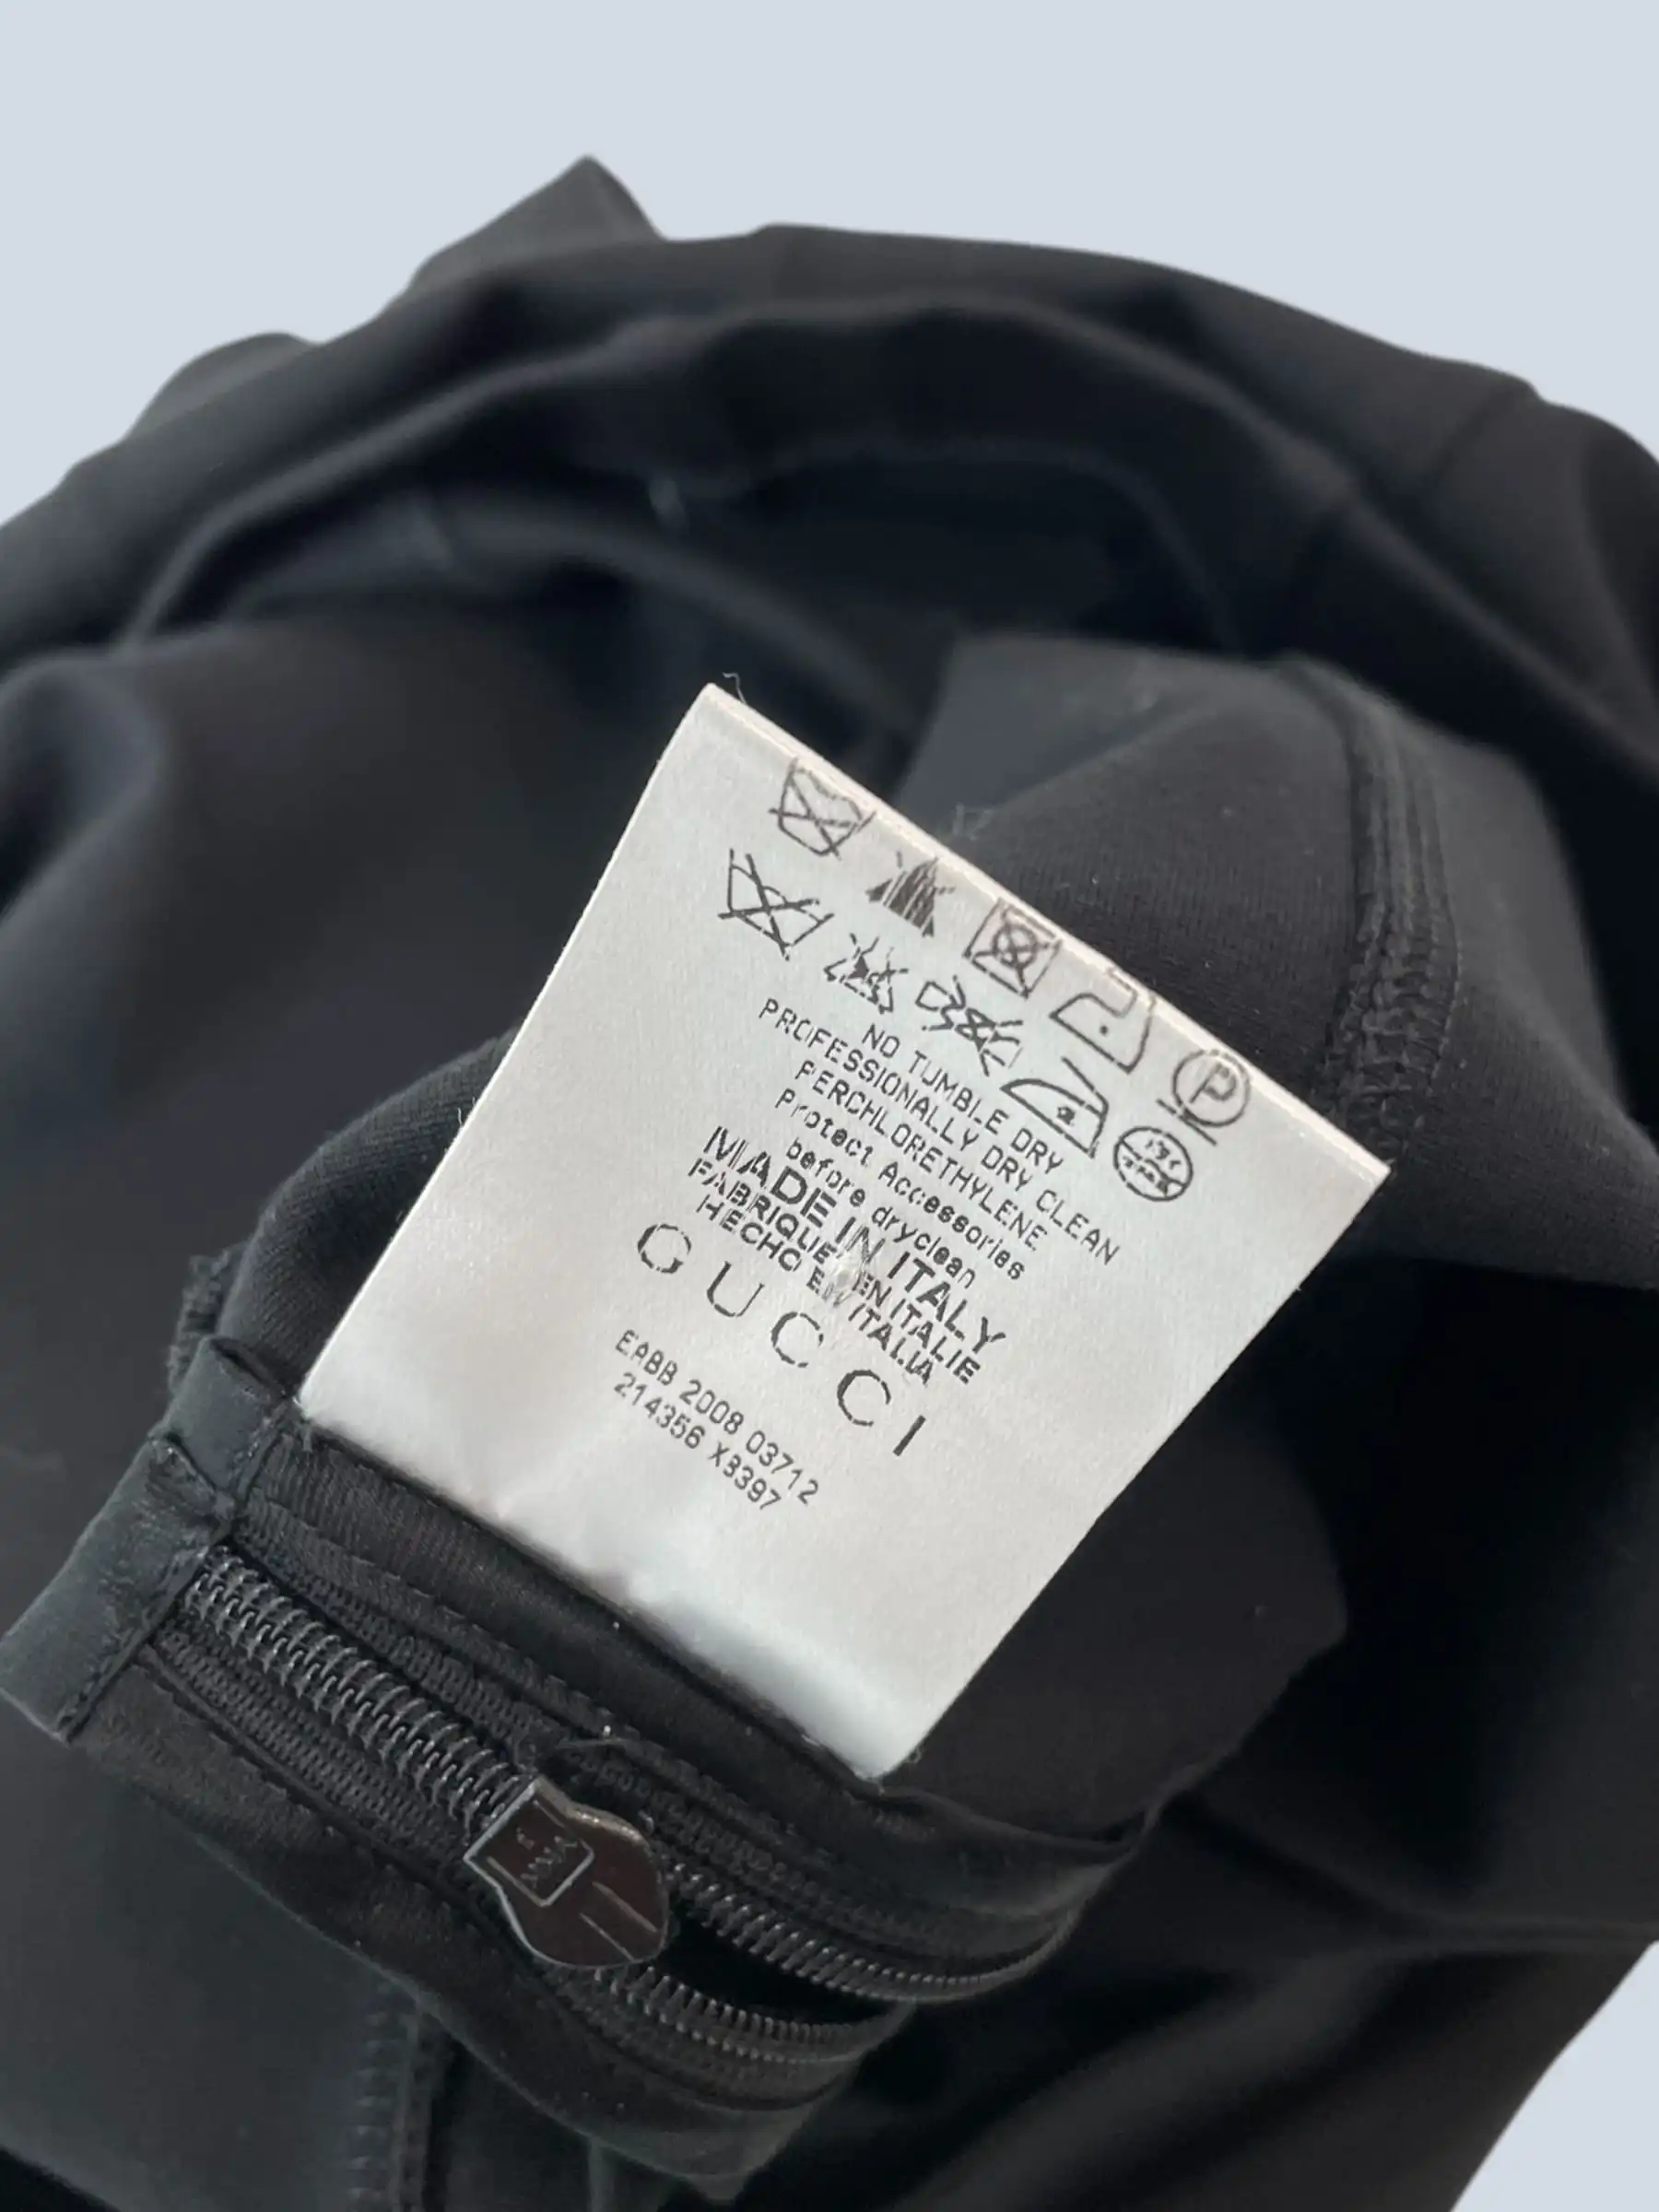 P
NO TUMBLE DRY
PROFESSIONALLY DRY CLEAN
PERCHLORETHYLENE
Protect Accessories
before dryclean
MADE IN ITALY
FABRIQUE' EN ITALIE
HECHO EN ITALIA
GUCCI
EABB 2008 03712
214356 X8397